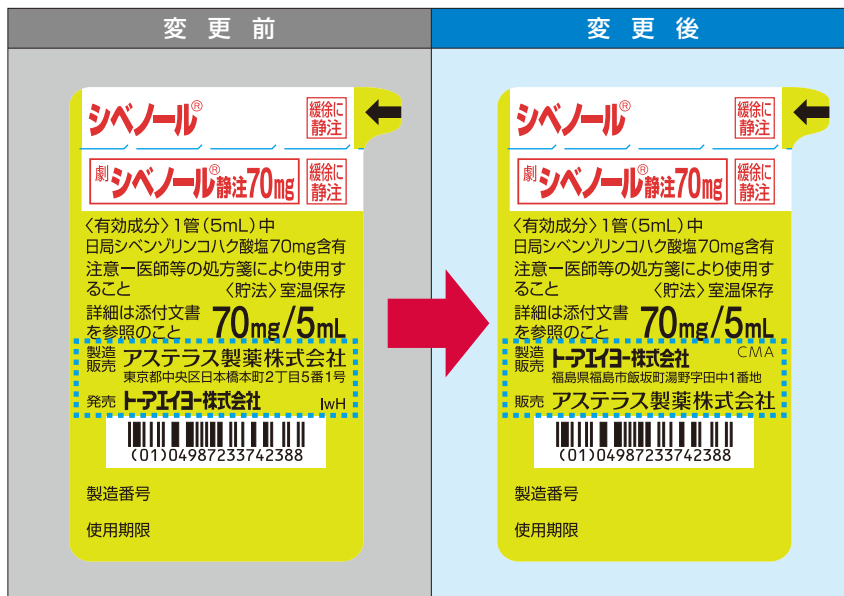 変更前
シベノール®
緩徐に
静注
劇 シベノール®静注70mg
緩徐に
静注
〈有効成分〉1管(5mL)中
日局シベンゾリンコハク酸塩70mg含有
注意ー医師等の処方箋により使用す
ること 〈貯法〉室温保存
詳細は添付文書
を参照のこと 70mg/5mL
製造
販売 アステラス製薬株式会社
東京都中央区日本橋本町2丁目5番1号
発売 トーアエイヨー株式会社 IwH
(01)04987233742388
製造番号
使用期限
変更後
シベノール®
緩徐に
静注
劇 シベノール®静注70mg
緩徐に
静注
〈有効成分〉1管(5mL)中
日局シベンゾリンコハク酸塩70mg含有
注意ー医師等の処方箋により使用す
ること 〈貯法〉室温保存
詳細は添付文書
を参照のこと 70mg/5mL
製造
販売 トーアエイヨー株式会社 CMA
福島県福島市飯坂町湯野字田中1番地
販売 アステラス製薬株式会社
(01)04987233742388
製造番号
使用期限